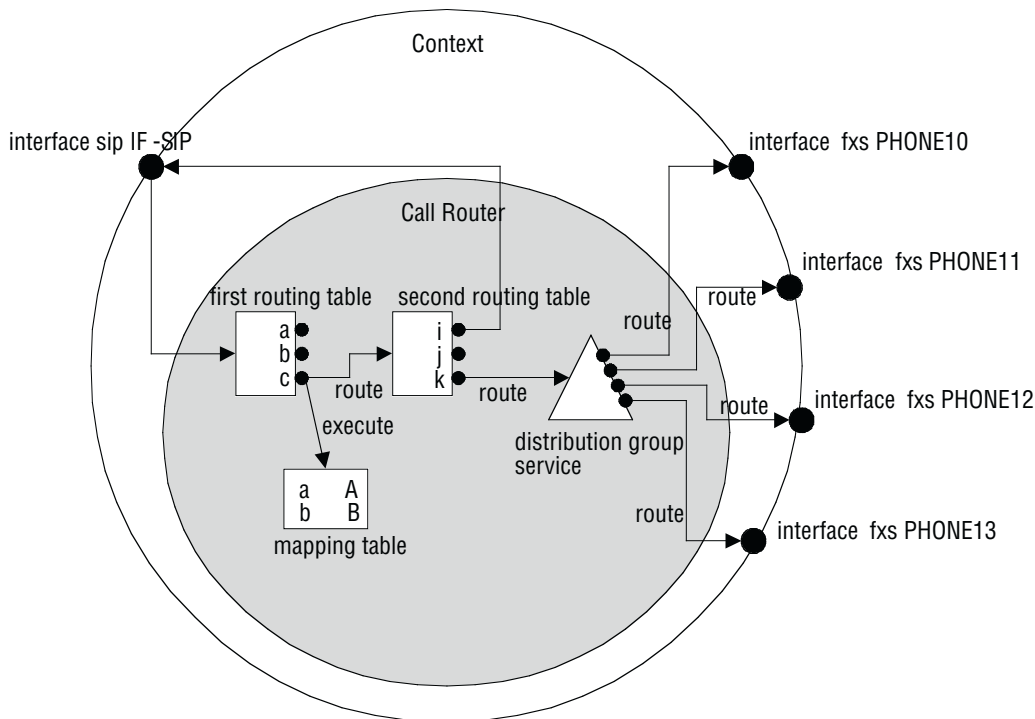 Context
interface sip IF -SIP
interface fxs PHONE10
Call Router
interface fxs PHONE11
first routing table
second routing table
route
a
b
c
i
j
k
route
route
route
execute
route
interface fxs PHONE12
distribution group
service
a A
b B
mapping table
route
interface fxs PHONE13